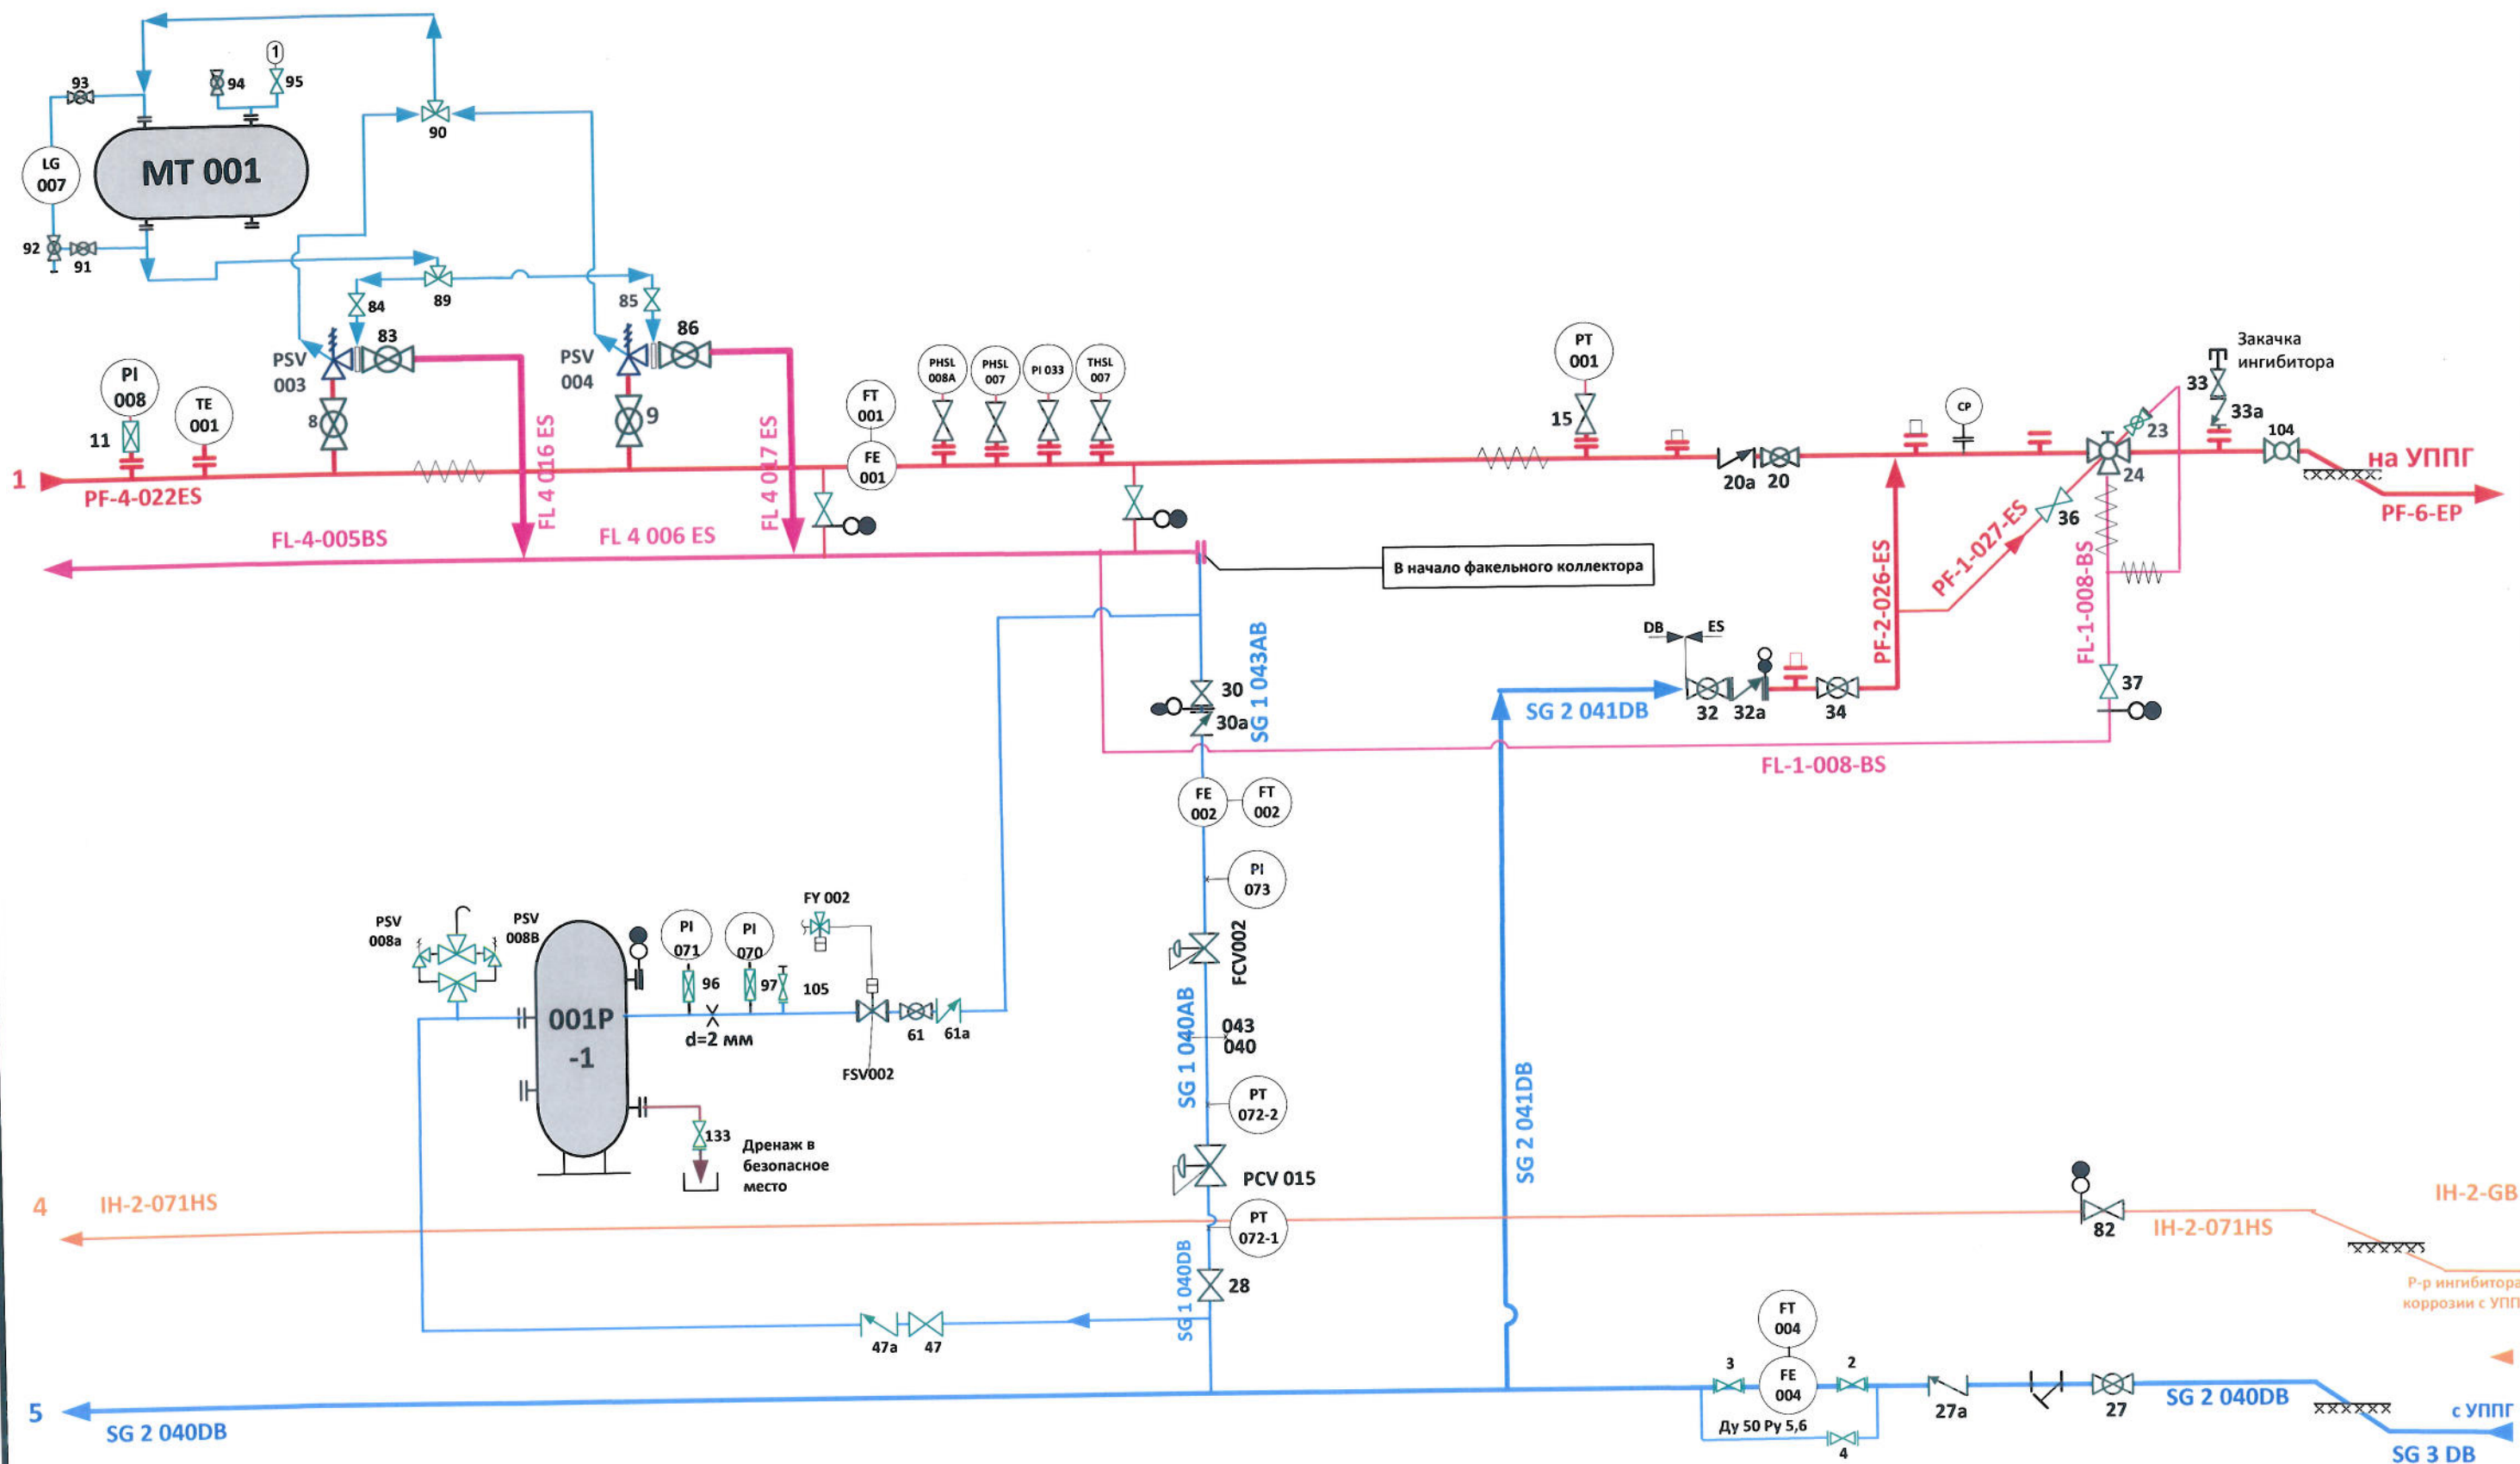 1
93
94
95
90
LG
007
MT 001
92
91
89
84
85
83
86
PSV
003
PSV
004
PI
008
TE
001
11
8
9
FT
001
FE
001
PHSL
008A
PHSL
007
PI 033
THSL
007
PT
001
15
CP
Закачка
ингибитора
33
33a
23
104
20a
20
24
36
на УППГ
PF-6-EP
1
PF-4-022ES
FL 4 016 ES
FL 4 017 ES
FL-4-005BS
FL 4 006 ES
В начало факельного коллектора
PF-2-026-ES
PF-1-027-ES
FL-1-008-BS
DB
ES
SG 2 041DB
32
32a
34
37
FL-1-008-BS
30
30a
SG 1 043AB
FE
002
FT
002
PI
073
FCV002
SG 1 040AB
043
040
PT
072-2
PCV 015
PT
072-1
SG 1 040DB
28
SG 2 041DB
PSV
008a
PSV
008B
001P
-1
PI
071
PI
070
96
97
105
d=2 мм
FY 002
FSV002
61
61a
133
Дренаж в
безопасное
место
4
IH-2-071HS
82
IH-2-071HS
IH-2-GB
Р-р ингибитора
коррозии с УПП
47a
47
FT
004
FE
004
3
2
4
Ду 50 Ру 5,6
27a
27
SG 2 040DB
с УППГ
SG 3 DB
5
SG 2 040DB